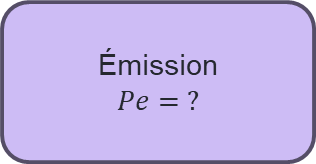 Émission
Pe = ?